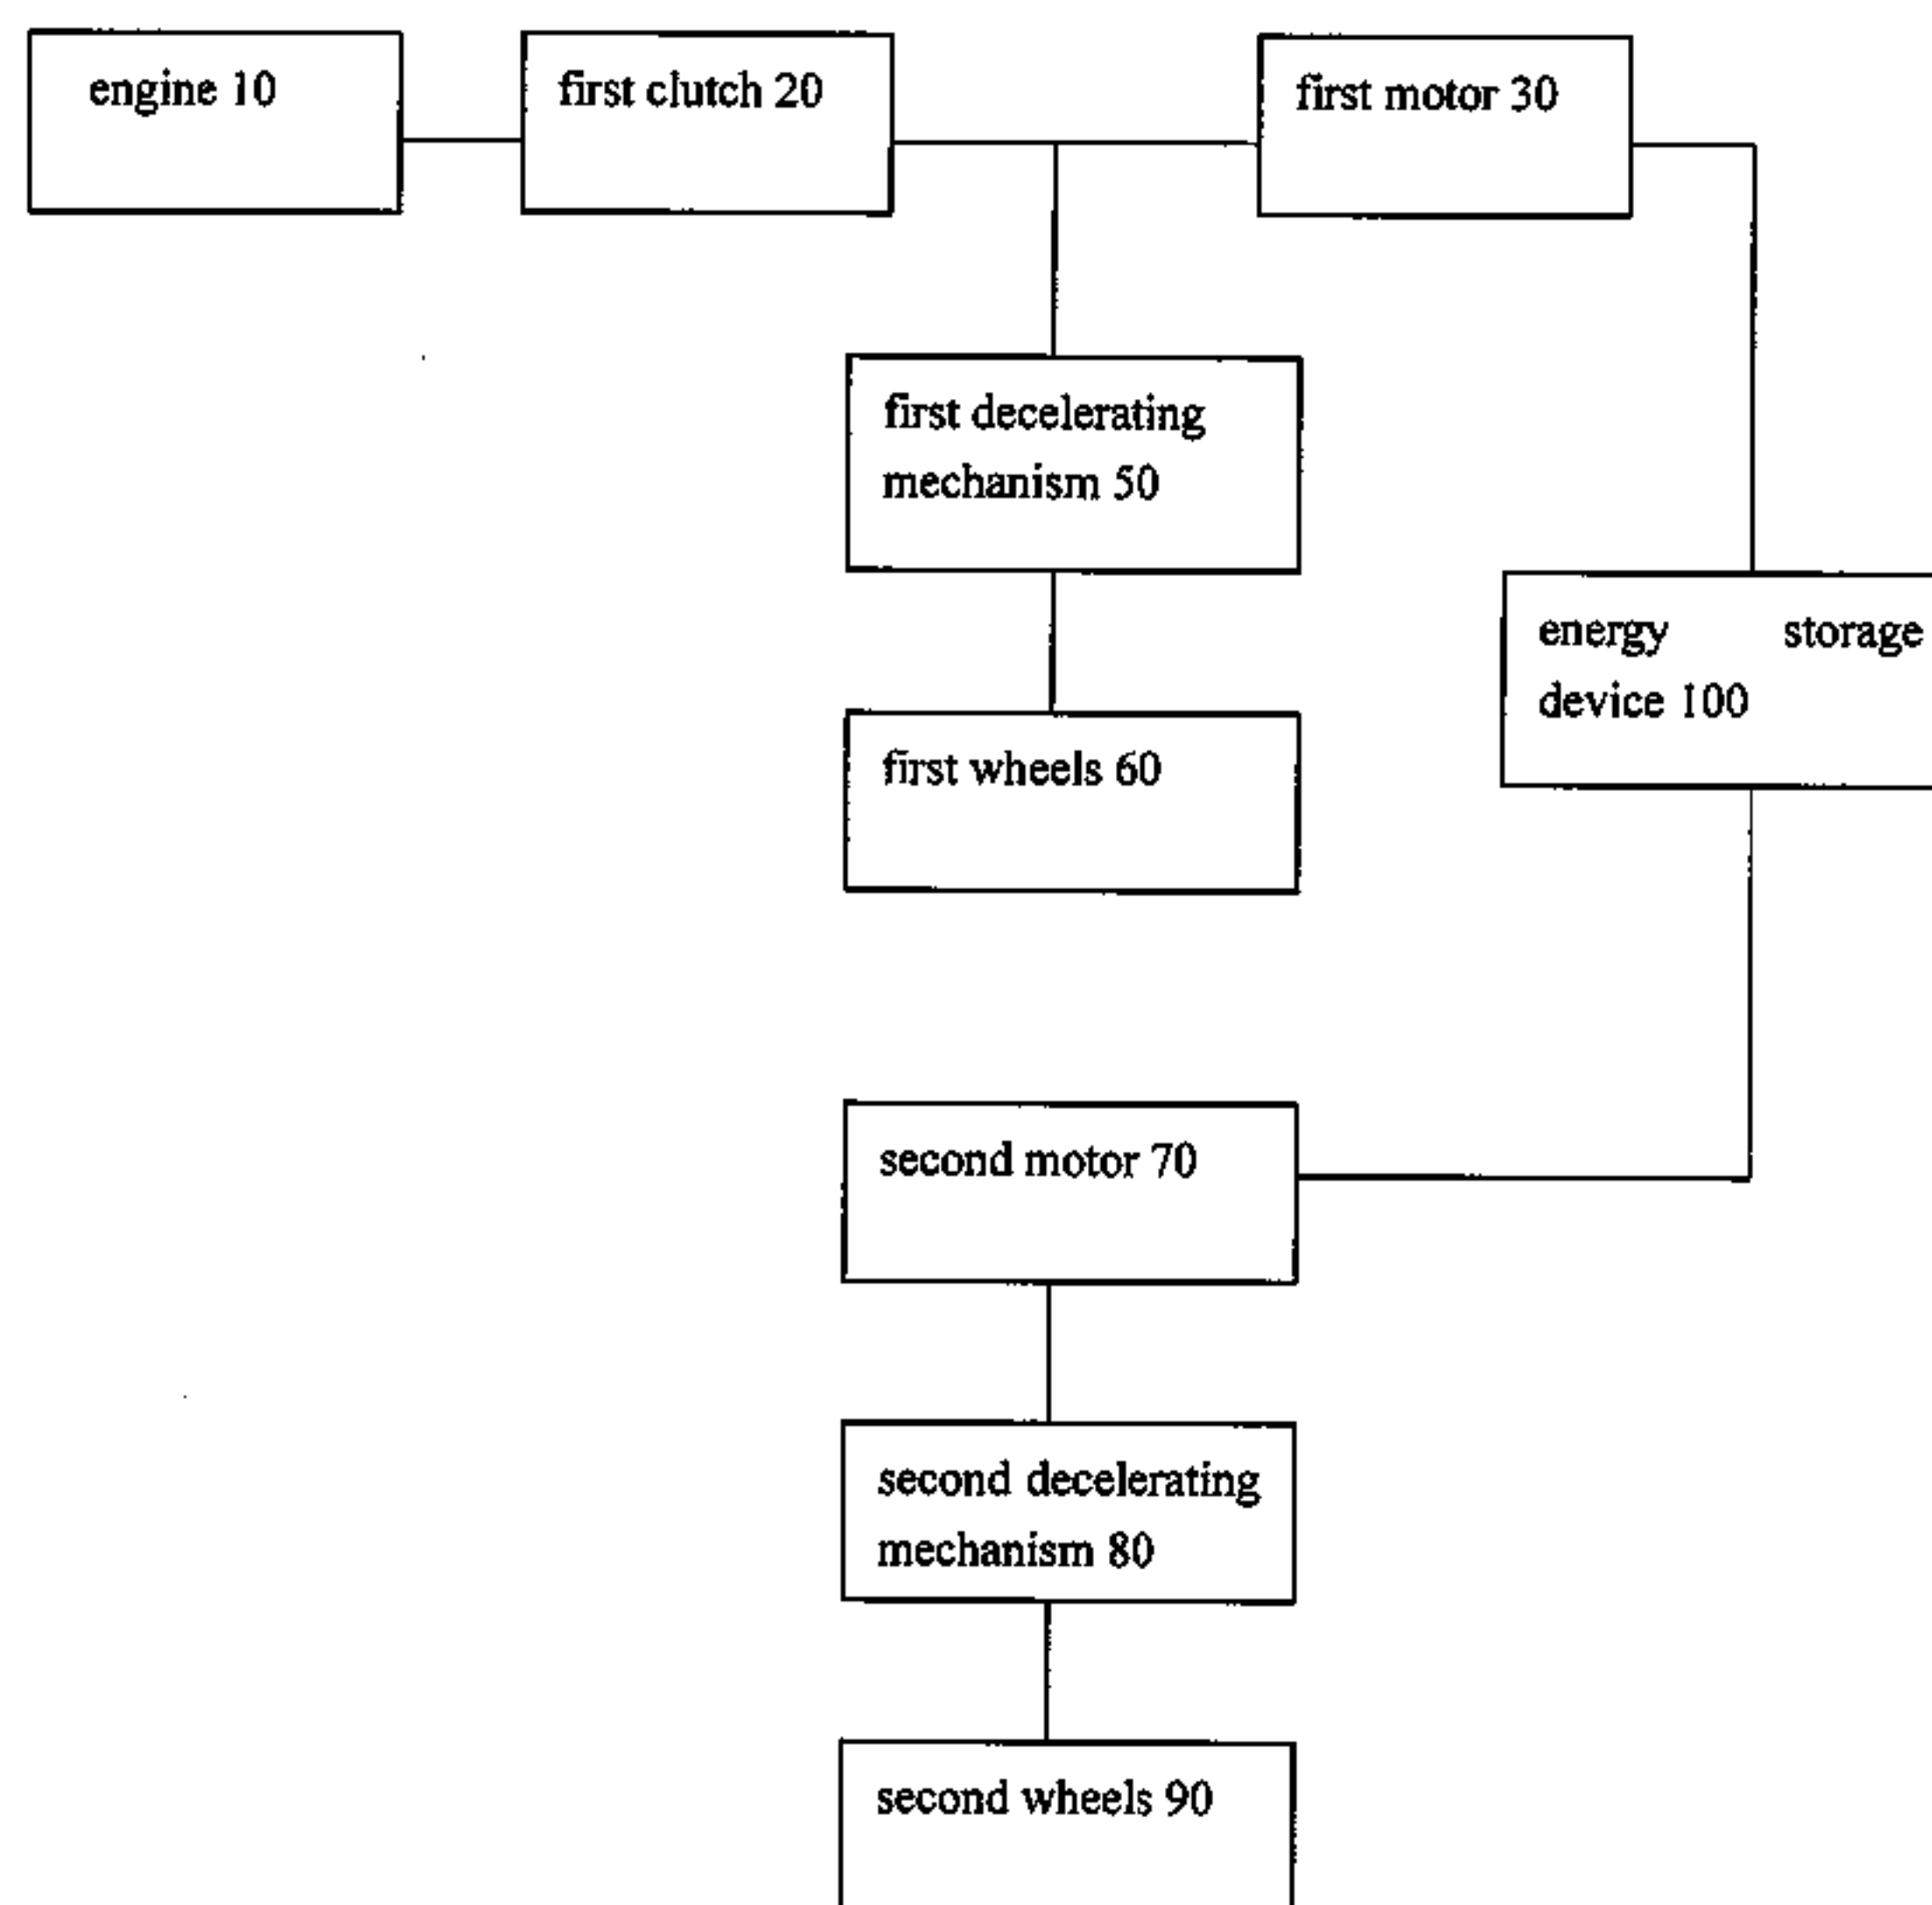 engine 10
first clutch 20
first motor 30
first decelerating
mechanism 50
energy storage
device 100
first wheels 60
second motor 70
second decelerating
mechanism 80
second wheels 90